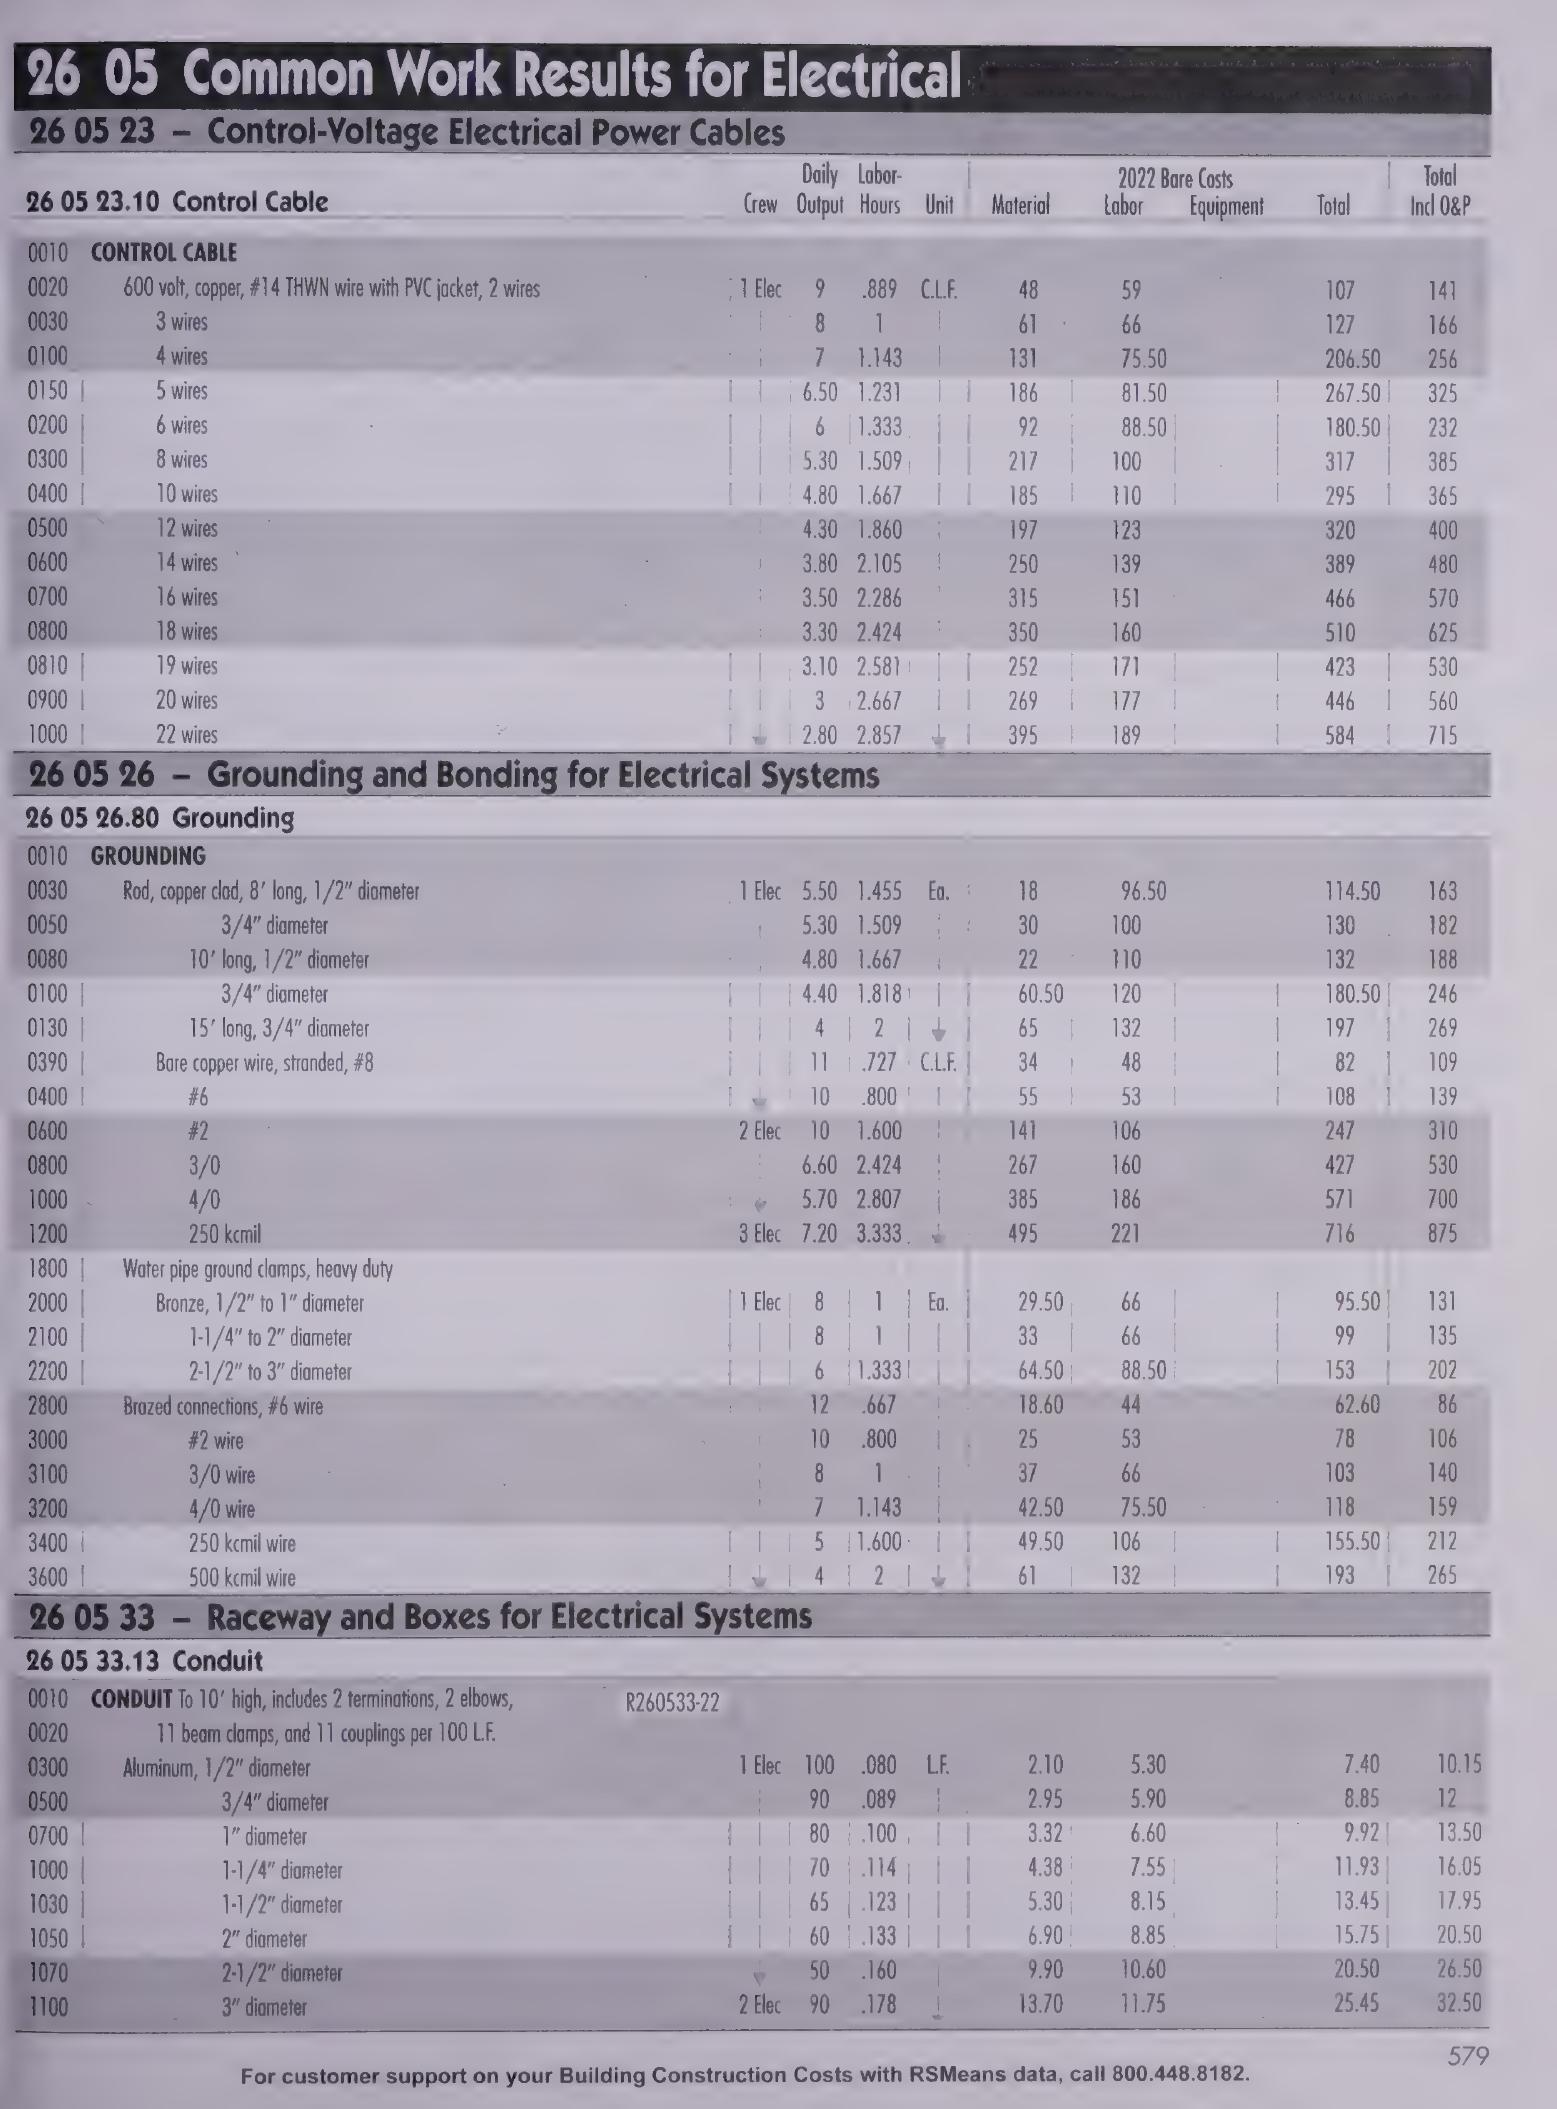 26 05 Common Work Results for Electrical
26 05 23 – Control-Voltage Electrical Power Cables
Daily Labor- 2022 Bare Costs Total
26 05 23.10 Control Cable Crew Output Hours Unit Material Labor Equipment Total Incl O&P
0010 CONTROL CABLE
0020 600 volt, copper, #14 THWN wire with PVC jacket, 2 wires 1 Elec 9 .889 C.L.F. 48 59 107 141
0030 3 wires 8 1 61 66 127 166
0100 4 wires 7 1.143 131 75.50 206.50 256
0150 5 wires 6.50 1.231 186 81.50 267.50 325
0200 6 wires 6 1.333 92 88.50 180.50 232
0300 8 wires 5.30 1.509 217 100 317 385
0400 10 wires 4.80 1.667 185 110 295 365
0500 12 wires 4.30 1.860 197 123 320 400
0600 14 wires 3.80 2.105 250 139 389 480
0700 16 wires 3.50 2.286 315 151 466 570
0800 18 wires 3.30 2.424 350 160 510 625
0810 19 wires 3.10 2.581 252 171 423 530
0900 20 wires 3 2.667 269 177 446 560
1000 22 wires 2.80 2.857 395 189 584 715
26 05 26 – Grounding and Bonding for Electrical Systems
26 05 26.80 Grounding
0010 GROUNDING
0030 Rod, copper clad, 8' long, 1/2" diameter 1 Elec 5.50 1.455 Ea. 18 96.50 114.50 163
0050 3/4" diameter 5.30 1.509 30 100 130 182
0080 10' long, 1/2" diameter 4.80 1.667 22 110 132 188
0100 3/4" diameter 4.40 1.818 60.50 120 180.50 246
0130 15' long, 3/4" diameter 4 2 65 132 197 269
0390 Bare copper wire, stranded, #8 11 .727 C.L.F. 34 48 82 109
0400 #6 10 .800 55 53 108 139
0600 #2 2 Elec 10 1.600 141 106 247 310
0800 3/0 6.60 2.424 267 160 427 530
1000 4/0 5.70 2.807 385 186 571 700
1200 250 kcmil 3 Elec 7.20 3.333 495 221 716 875
1800 Water pipe ground clamps, heavy duty
2000 Bronze, 1/2" to 1" diameter 1 Elec 8 1 Ea. 29.50 66 95.50 131
2100 1-1/4" to 2" diameter 8 1 33 66 99 135
2200 2-1/2" to 3" diameter 6 1.333 64.50 88.50 153 202
2800 Brazed connections, #6 wire 12 .667 18.60 44 62.60 86
3000 #2 wire 10 .800 25 53 78 106
3100 3/0 wire 8 1 37 66 103 140
3200 4/0 wire 7 1.143 42.50 75.50 118 159
3400 250 kcmil wire 5 1.600 49.50 106 155.50 212
3600 500 kcmil wire 4 2 61 132 193 265
26 05 33 – Raceway and Boxes for Electrical Systems
26 05 33.13 Conduit
0010 CONDUIT To 10' high, includes 2 terminations, 2 elbows, R260533-22
0020 11 beam clamps, and 11 couplings per 100 L.F.
0300 Aluminum, 1/2" diameter 1 Elec 100 .080 L.F. 2.10 5.30 7.40 10.15
0500 3/4" diameter 90 .089 2.95 5.90 8.85 12
0700 1" diameter 80 .100 3.32 6.60 9.92 13.50
1000 1-1/4" diameter 70 .114 4.38 7.55 11.93 16.05
1030 1-1/2" diameter 65 .123 5.30 8.15 13.45 17.95
1050 2" diameter 60 .133 6.90 8.85 15.75 20.50
1070 2-1/2" diameter 50 .160 9.90 10.60 20.50 26.50
1100 3" diameter 2 Elec 90 .178 13.70 11.75 25.45 32.50
579
For customer support on your Building Construction Costs with RSMeans data, call 800.448.8182.